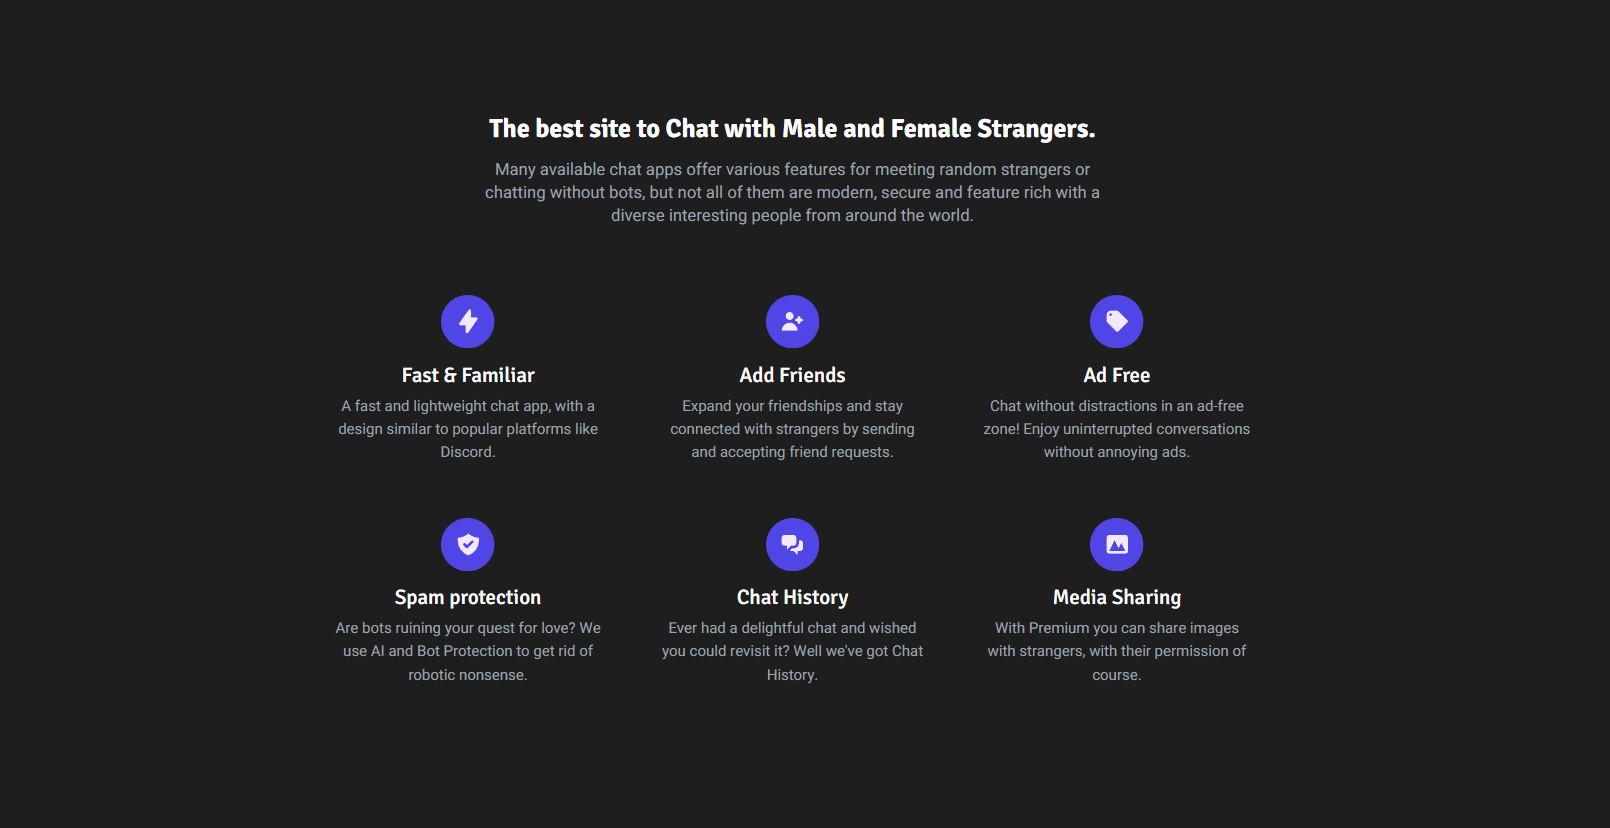 The best site to Chat with Male and Female Strangers.
Many available chat apps offer various features for meeting random strangers or
chatting without bots, but not all of them are modern, secure and feature rich with a
diverse interesting people from around the world.
Fast & Familiar
A fast and lightweight chat app, with a
design similar to popular platforms like
Discord.
Add Friends
Expand your friendships and stay
connected with strangers by sending
and accepting friend requests.
Ad Free
Chat without distractions in an ad-free
zone! Enjoy uninterrupted conversations
without annoying ads.
Spam protection
Are bots ruining your quest for love? We
use AI and Bot Protection to get rid of
robotic nonsense.
Chat History
Ever had a delightful chat and wished
you could revisit it? Well we've got Chat
History.
Media Sharing
With Premium you can share images
with strangers, with their permission of
course.